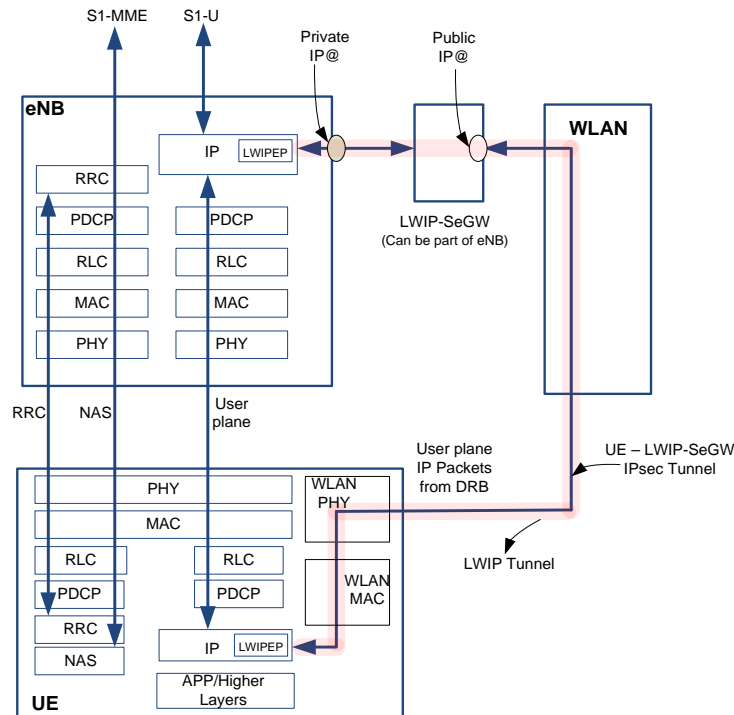 S1-MME
S1-U
Private
IP@
Public
IP@
eNB
WLAN
IP
LWIPEP
RRC
PDCP
PDCP
RLC
RLC
MAC
MAC
PHY
PHY
LWIP-SeGW
(Can be part of eNB)
RRC
NAS
User
plane
User plane
IP Packets
from DRB
UE – LWIP-SeGW
IPsec Tunnel
LWIP Tunnel
PHY
WLAN
PHY
MAC
RLC
RLC
WLAN
MAC
PDCP
PDCP
RRC
IP
LWIPEP
NAS
APP/Higher
Layers
UE